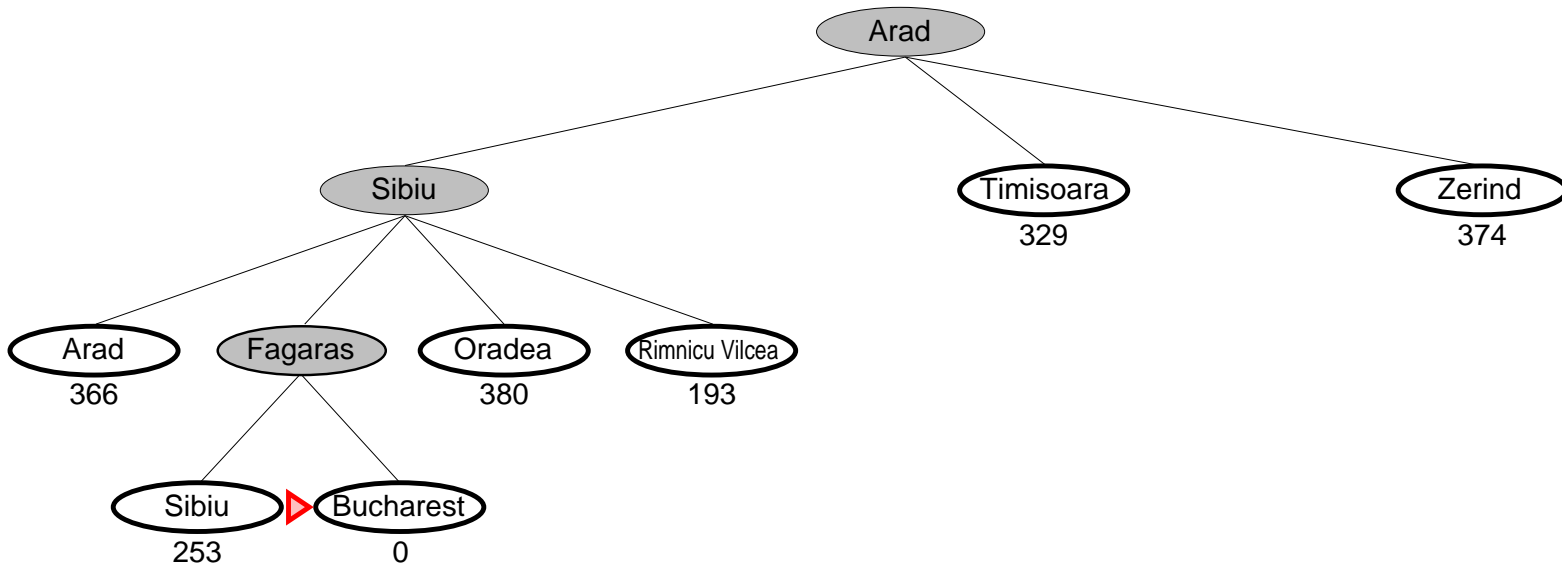 Arad
Sibiu
Timisoara
Zerind
329
374
Arad
Fagaras
Oradea
Rimnicu Vilcea
366
380
193
Sibiu
Bucharest
253
0